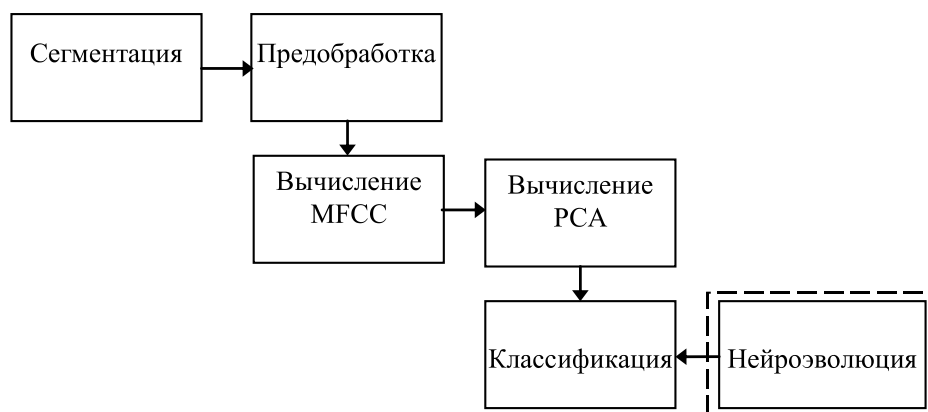 Сегментация
Предобработка
Вычисление
MFCC
Вычисление
PCA
Классификация
Нейроэволюция